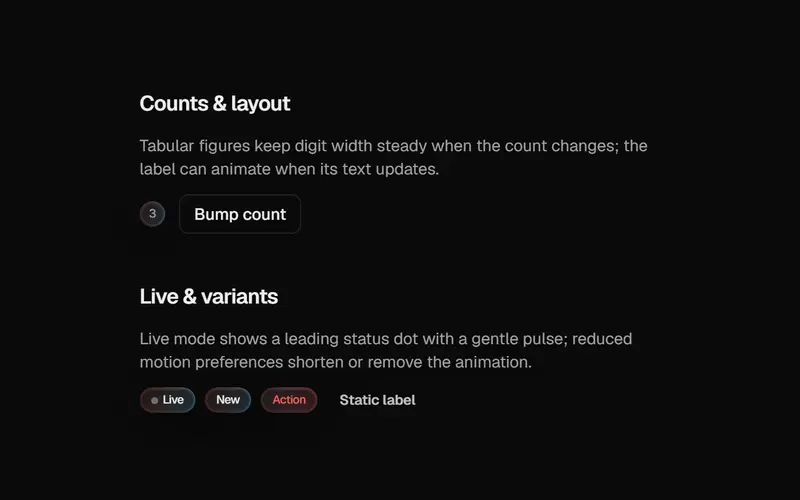 Counts & layout
Tabular figures keep digit width steady when the count changes; the
label can animate when its text updates.
3 Bump count
Live & variants
Live mode shows a leading status dot with a gentle pulse; reduced
motion preferences shorten or remove the animation.
Live New Action Static label